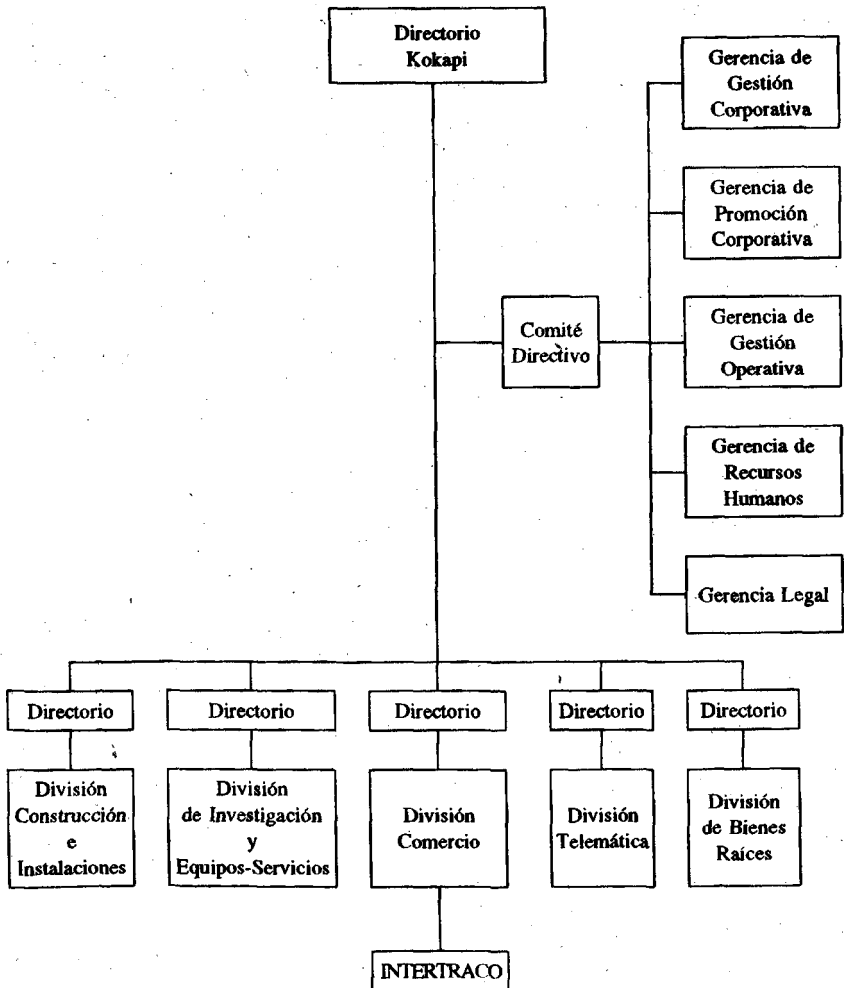 Directorio
Kokapi
Gerencia de
Gestión
Corporativa
Gerencia de
Promoción
Corporativa
Comité
Directivo
Gerencia de
Gestión
Operativa
Gerencia de
Recursos
Humanos
Gerencia Legal
Directorio
Directorio
Directorio
Directorio
Directorio
División
Construcción
e
Instalaciones
División
de Investigación
y
Equipos-Servicios
División
Comercio
División
Telemática
División
de Bienes
Raíces
INTERTRACO